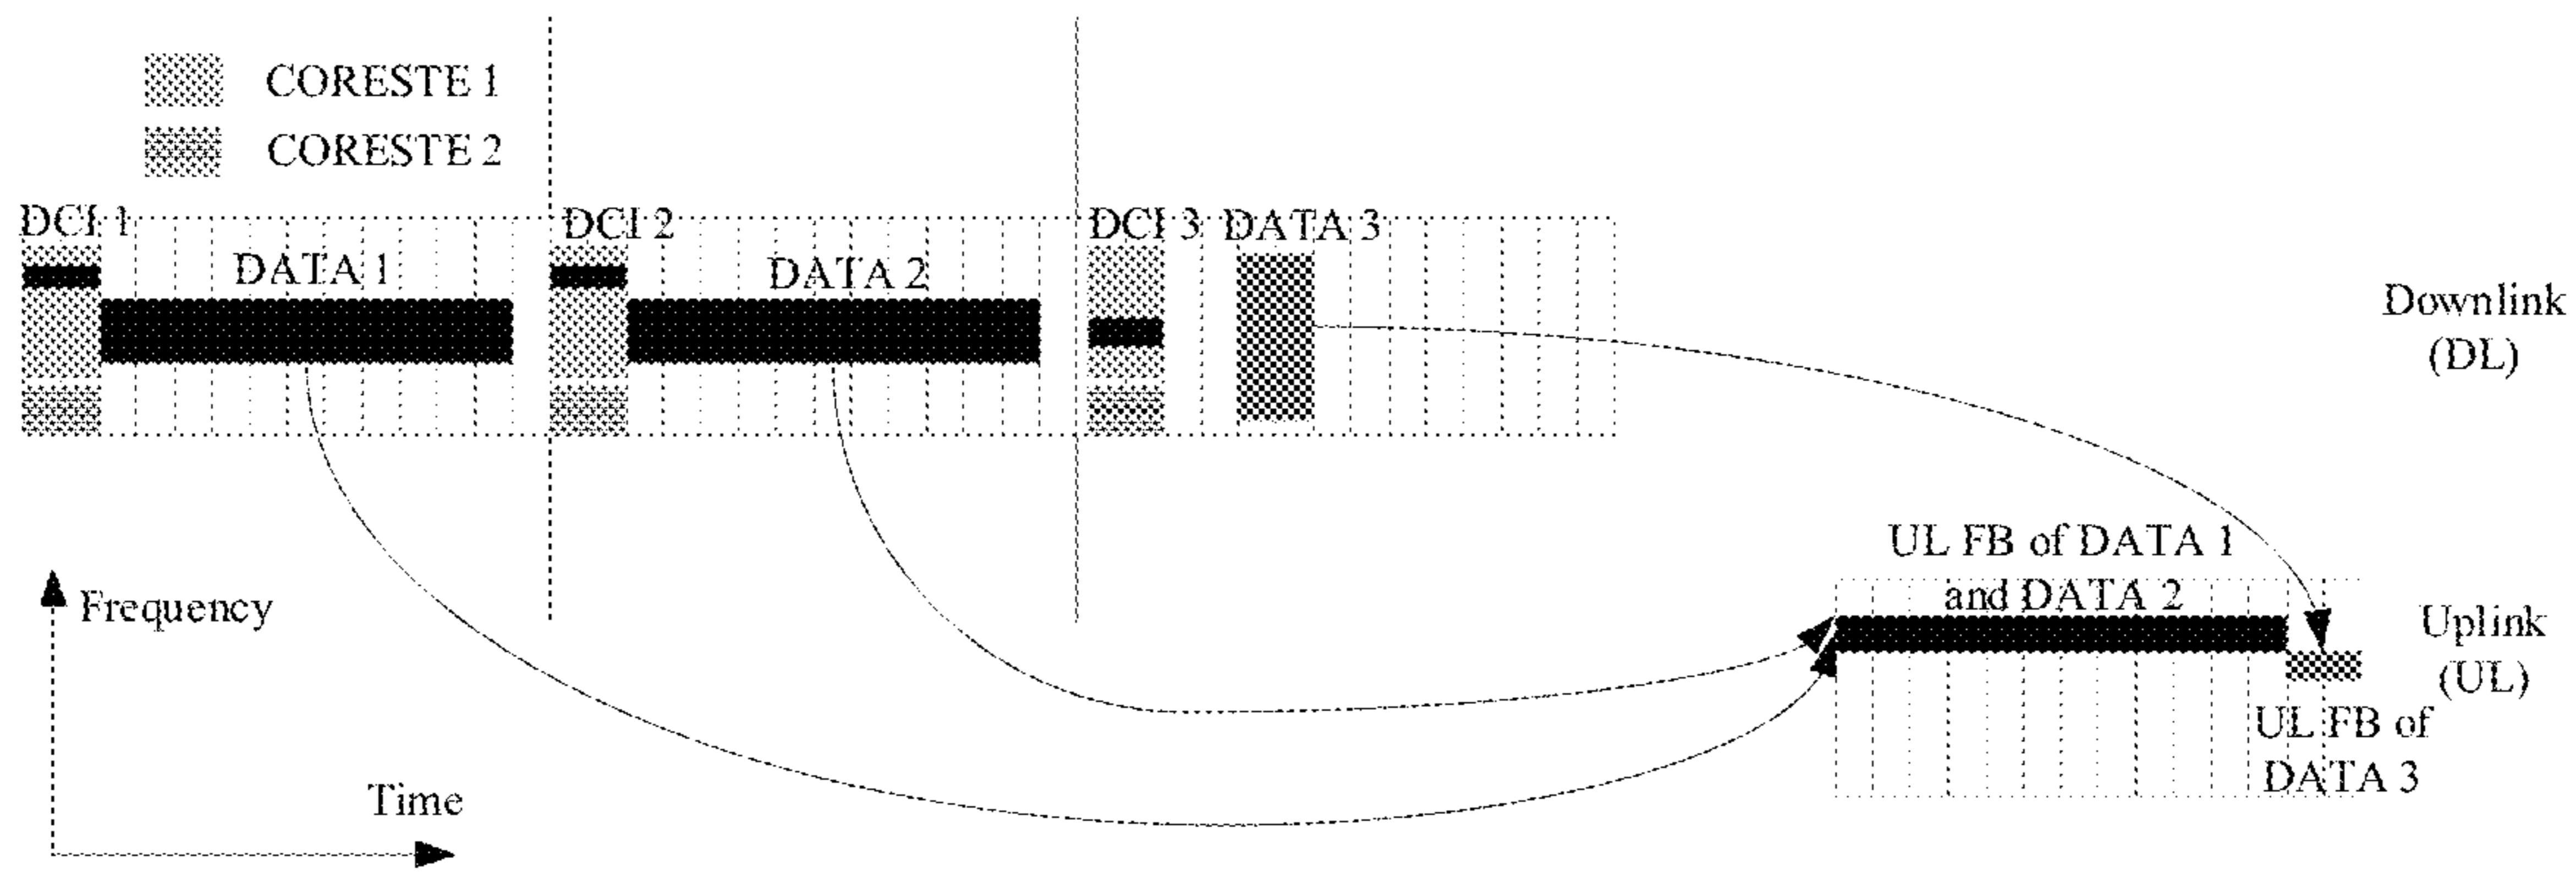 CORESTE 1
CORESTE 2
DCI 1
DCI 2
DCI 3
DATA 3
DATA 1
DATA 2
Downlink
(DL)
UL FB of DATA 1
and DATA 2
Frequency
Uplink
(UL)
UL FB of
DATA 3
Time